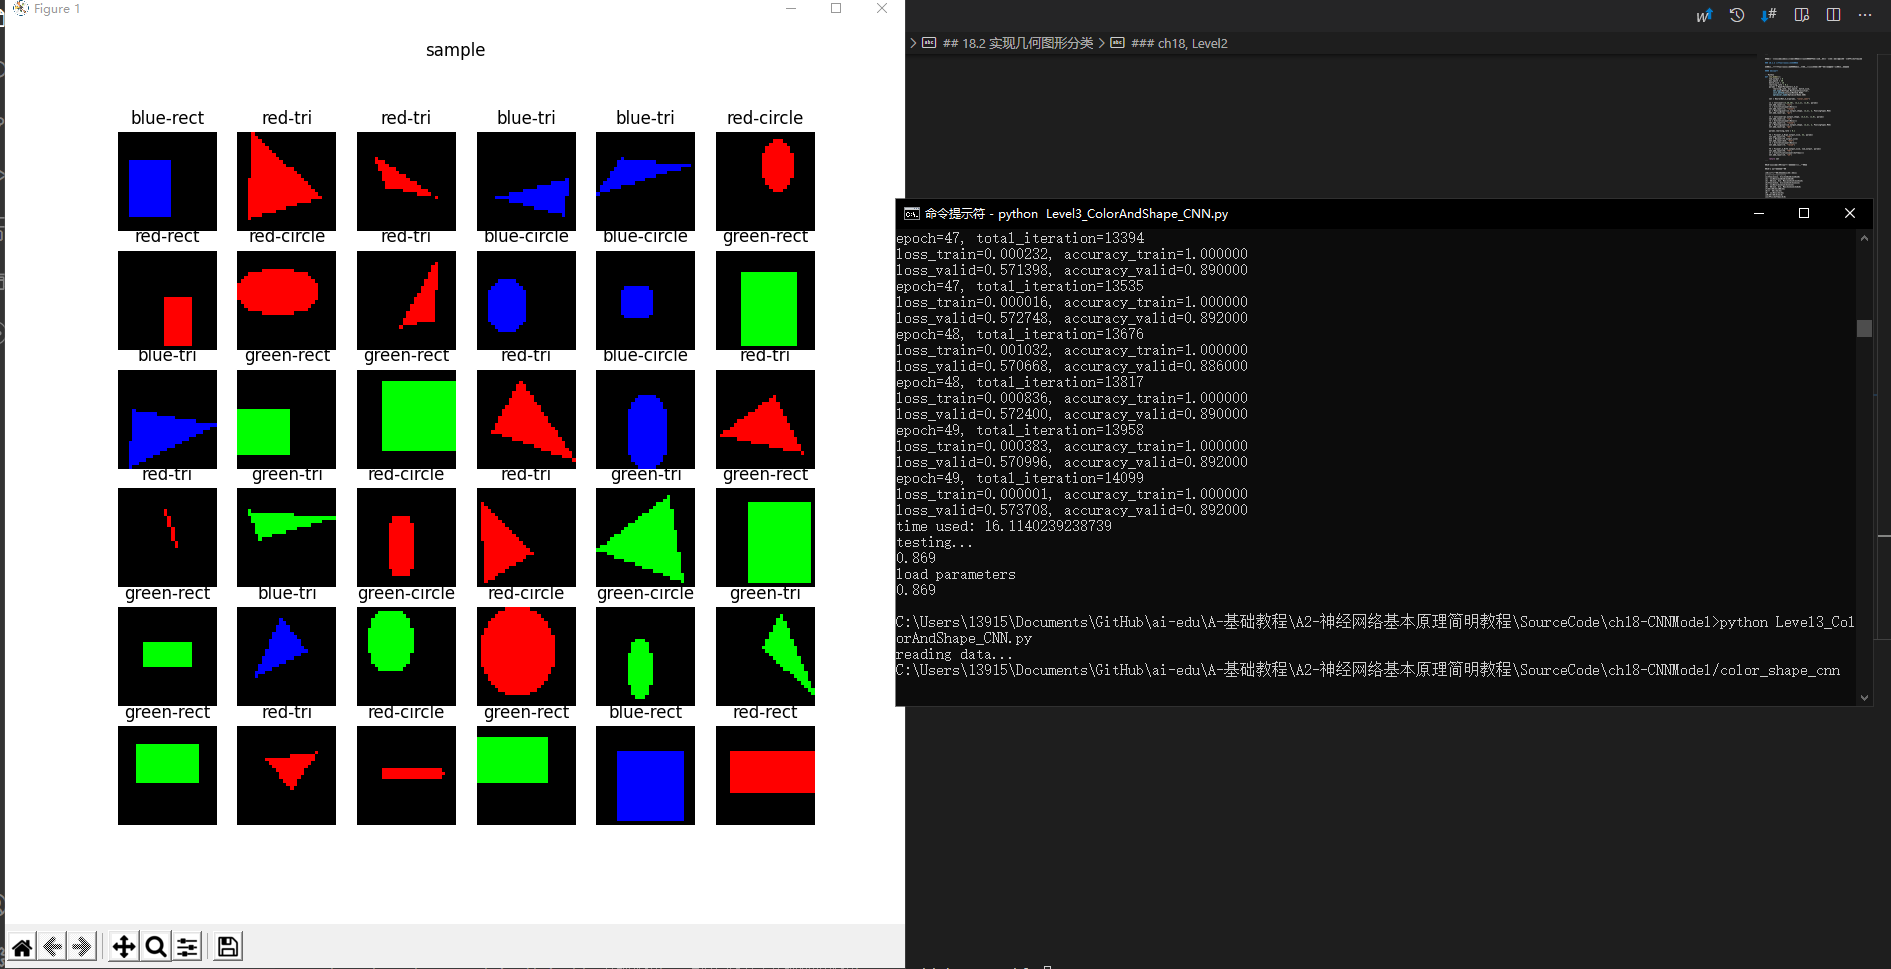 Figure 1
sample
blue-rect red-tri red-tri blue-tri blue-tri red-circle
red-rect red-circle red-tri blue-circle blue-circle green-rect
blue-tri green-rect green-rect red-tri blue-circle red-tri
red-tri green-tri red-circle red-tri green-tri green-rect
green-rect blue-tri green-circle red-circle green-circle green-tri
green-rect red-tri red-circle green-rect blue-rect red-rect
## 18.2 实现几何图形分类 > ### ch18, Level2
命令提示符 - python Level3_ColorAndShape_CNN.py
epoch=47, total_iteration=13394
loss_train=0.000232, accuracy_train=1.000000
loss_valid=0.571398, accuracy_valid=0.890000
epoch=47, total_iteration=13535
loss_train=0.000016, accuracy_train=1.000000
loss_valid=0.572748, accuracy_valid=0.892000
epoch=48, total_iteration=13676
loss_train=0.001032, accuracy_train=1.000000
loss_valid=0.570668, accuracy_valid=0.886000
epoch=48, total_iteration=13817
loss_train=0.000836, accuracy_train=1.000000
loss_valid=0.572400, accuracy_valid=0.890000
epoch=49, total_iteration=13958
loss_train=0.000383, accuracy_train=1.000000
loss_valid=0.570996, accuracy_valid=0.892000
epoch=49, total_iteration=14099
loss_train=0.000001, accuracy_train=1.000000
loss_valid=0.573708, accuracy_valid=0.892000
time used: 16.1140239238739
testing...
0.869
load parameters
0.869
C:\Users\13915\Documents\GitHub\ai-edu\A-基础教程\A2-神经网络基本原理简明教程\SourceCode\ch18-CNNModel>python Level3_Col
orAndShape_CNN.py
reading data...
C:\Users\13915\Documents\GitHub\ai-edu\A-基础教程\A2-神经网络基本原理简明教程\SourceCode\ch18-CNNModel/color_shape_cnn